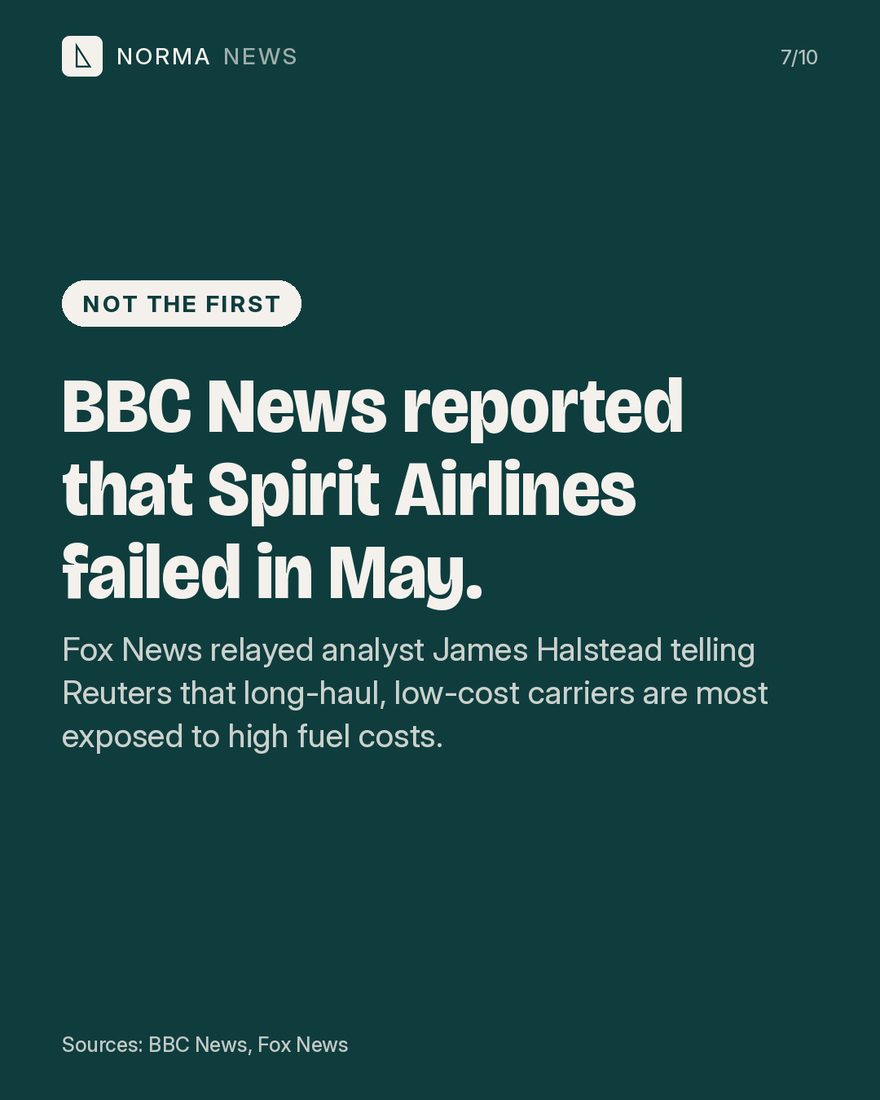 NORMA NEWS
7/10
NOT THE FIRST
BBC News reported
that Spirit Airlines
failed in May.
Fox News relayed analyst James Halstead telling
Reuters that long-haul, low-cost carriers are most
exposed to high fuel costs.
Sources: BBC News, Fox News